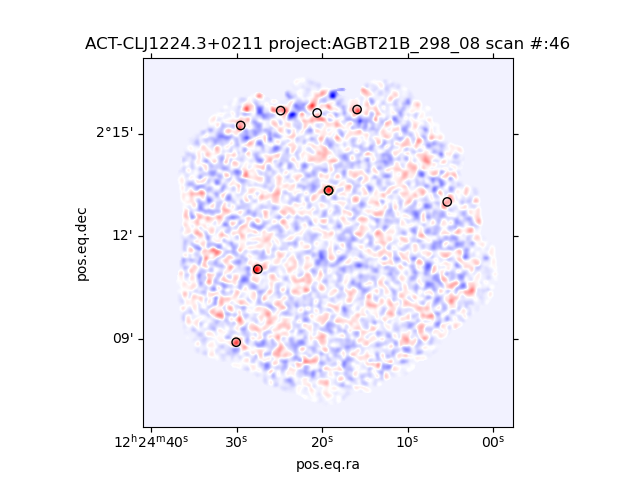 ACT-CLJ1224.3+0211 project:AGBT21B_298_08 scan #:46
2°15'
12'
09'
pos.eq.dec
12ʰ24ᵐ40ˢ 30ˢ 20ˢ 10ˢ 00ˢ
pos.eq.ra